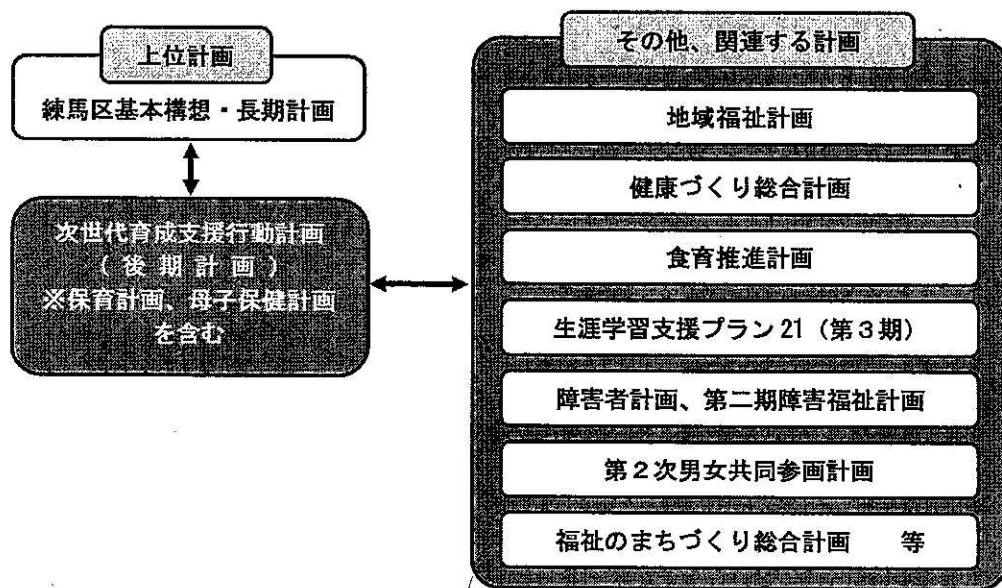 上位計画
練馬区基本構想・長期計画
次世代育成支援行動計画
（後期計画）
※保育計画、母子保健計画
を含む
その他、関連する計画
地域福祉計画
健康づくり総合計画
食育推進計画
生涯学習支援プラン21（第３期）
障害者計画、第二期障害福祉計画
第２次男女共同参画計画
福祉のまちづくり総合計画　等